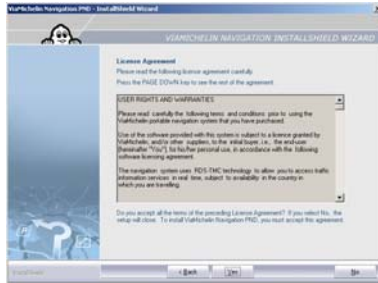 ViaMichelin Navigation PND - InstallShield Wizard
VIAMICHELIN NAVIGATION INSTALLSHIELD WIZARD
License Agreement
Please read the following license agreement carefully.
Press the PAGE DOWN key to see the rest of the agreement.
USER RIGHTS AND WARRANTIES
Please read carefully the following terms and conditions prior to using the
ViaMichelin portable navigation system that you have purchased.
Use of the software provided with this system is subject to a licence granted by
ViaMichelin, and/or other suppliers, to the initial buyer, i.e., the end-user
(hereinafter "You") for his/her personal use, in accordance with the following
software licensing agreement.
The navigation system uses RDS-TMC technology to allow you to access traffic
information services in real time, subject to availability in the country in
which you are travelling.
Do you accept all the terms of the preceding License Agreement? If you select No, the
setup will close. To install ViaMichelin Navigation PND, you must accept this agreement.
InstallShield
< Back
Yes
No